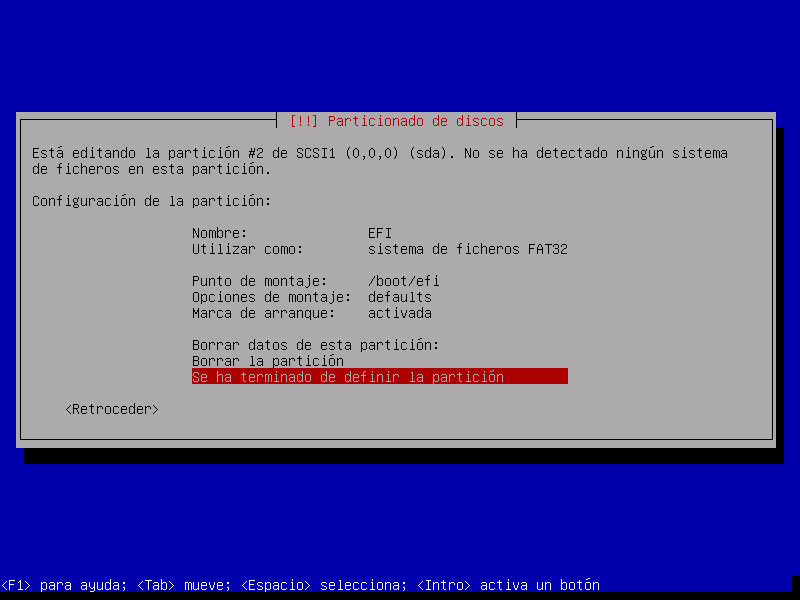 [!!] Particionado de discos
Está editando la partición #2 de SCSI1 (0,0,0) (sda). No se ha detectado ningún sistema
de ficheros en esta partición.
Configuración de la partición:
Nombre: EFI
Utilizar como: sistema de ficheros FAT32
Punto de montaje: /boot/efi
Opciones de montaje: defaults
Marca de arranque: activada
Borrar datos de esta partición:
Borrar la partición
Se ha terminado de definir la partición
<Retroceder>
<F1> para ayuda; <Tab> mueve; <Espacio> selecciona; <Intro> activa un botón